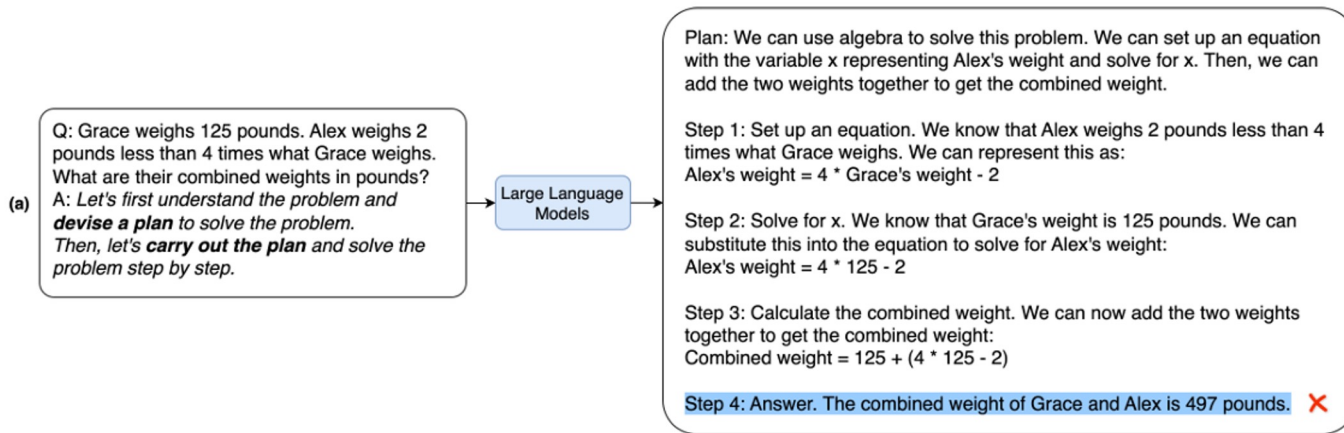 (a)
Q: Grace weighs 125 pounds. Alex weighs 2
pounds less than 4 times what Grace weighs.
What are their combined weights in pounds?
A: Let's first understand the problem and
devise a plan to solve the problem.
Then, let's carry out the plan and solve the
problem step by step.
Large Language
Models
Plan: We can use algebra to solve this problem. We can set up an equation
with the variable x representing Alex's weight and solve for x. Then, we can
add the two weights together to get the combined weight.
Step 1: Set up an equation. We know that Alex weighs 2 pounds less than 4
times what Grace weighs. We can represent this as:
Alex's weight = 4 * Grace's weight - 2
Step 2: Solve for x. We know that Grace's weight is 125 pounds. We can
substitute this into the equation to solve for Alex's weight:
Alex's weight = 4 * 125 - 2
Step 3: Calculate the combined weight. We can now add the two weights
together to get the combined weight:
Combined weight = 125 + (4 * 125 - 2)
Step 4: Answer. The combined weight of Grace and Alex is 497 pounds.